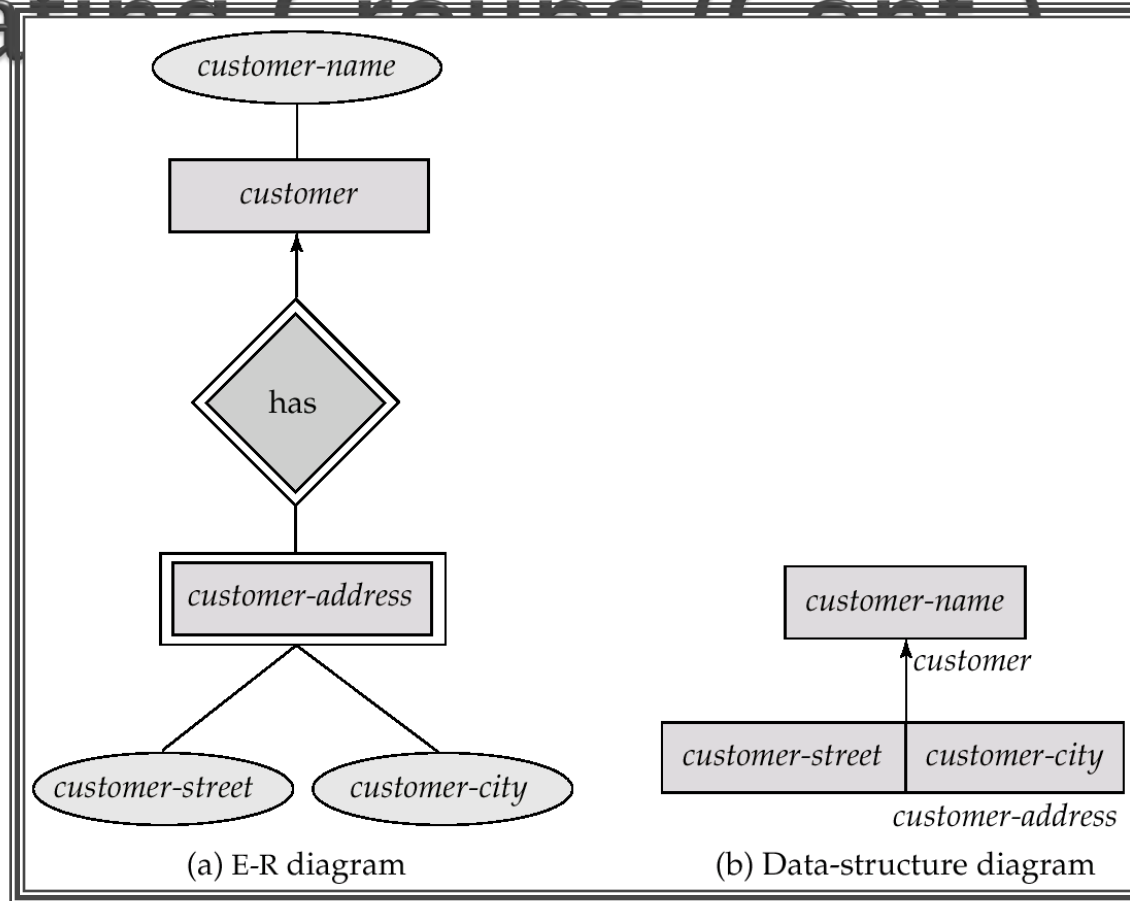 customer-name
customer
has
customer-address
customer-street
customer-city
(a) E-R diagram
customer-name
customer
customer-street
customer-city
customer-address
(b) Data-structure diagram